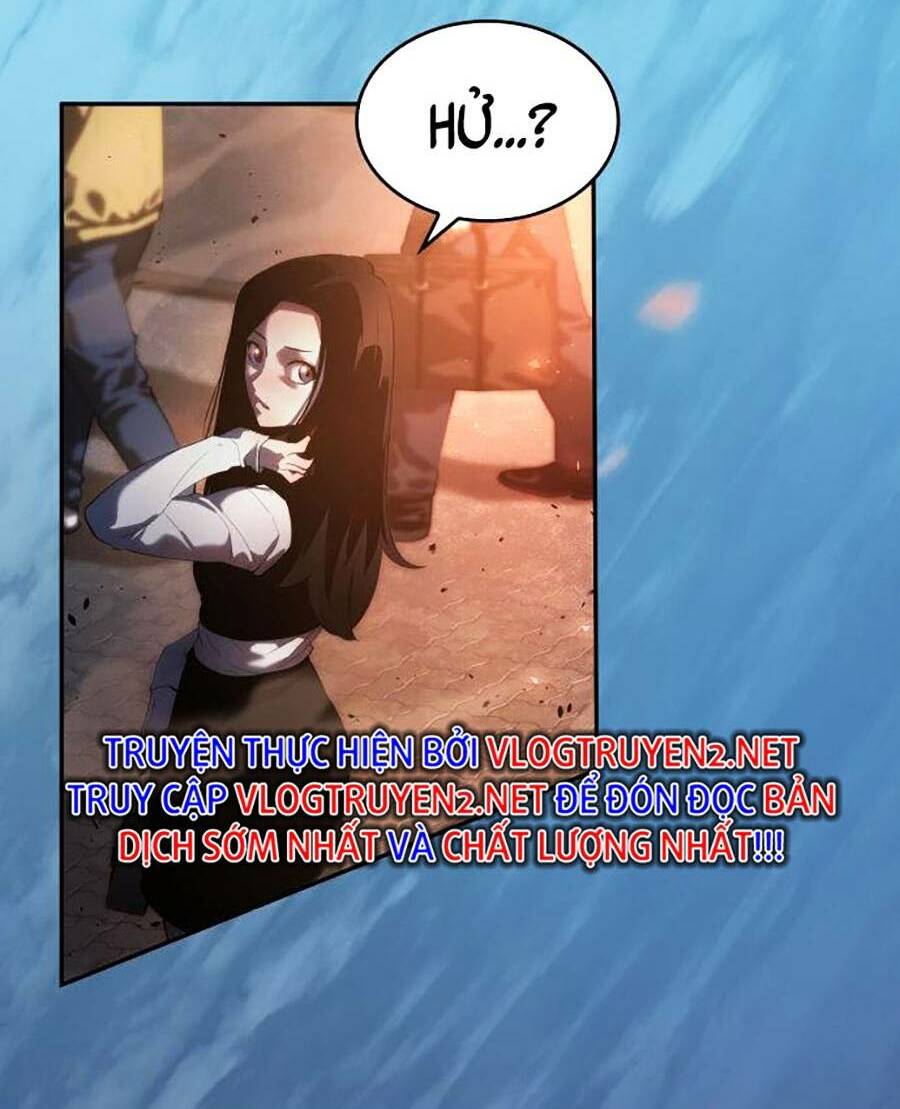 HỬ...?
TRUYỆN THỰC HIỆN BỞI VLOGTRUYEN2.NET
TRUY CẬP VLOGTRUYEN2.NET ĐỂ ĐÓN ĐỌC BẢN
DỊCH SỚM NHẤT VÀ CHẤT LƯỢNG NHẤT!!!